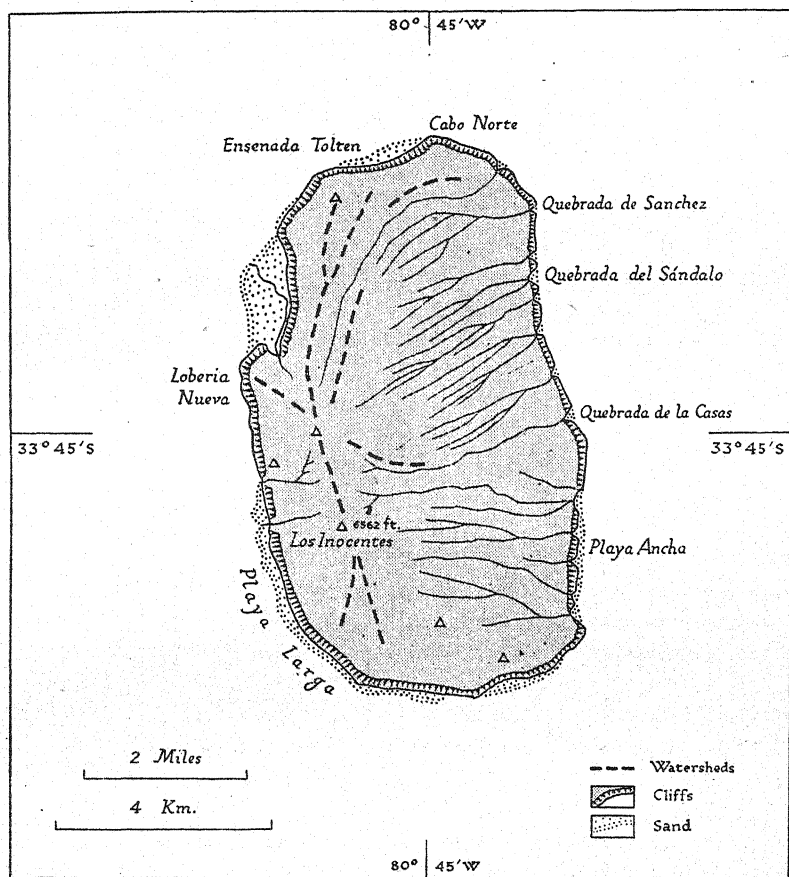 80° 45'W
Cabo Norte
Ensenada Tolten
Quebrada de Sanchez
Quebrada del Sándalo
Loberia
Nueva
Quebrada de la Casas
33°45's
33°45's
6562 ft.
Los Inocentes
Playa Ancha
Playa Larga
2 Miles
4 Km.
Watersheds
Cliffs
Sand
80° 45'W